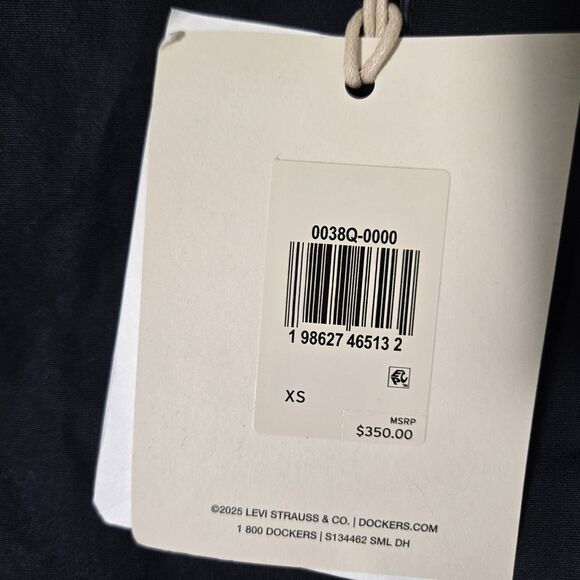 0038Q-0000
1 98627 46513 2
XS
MSRP
$350.00
©2025 LEVI STRAUSS & CO. | DOCKERS.COM
1 800 DOCKERS | S134462 SML DH